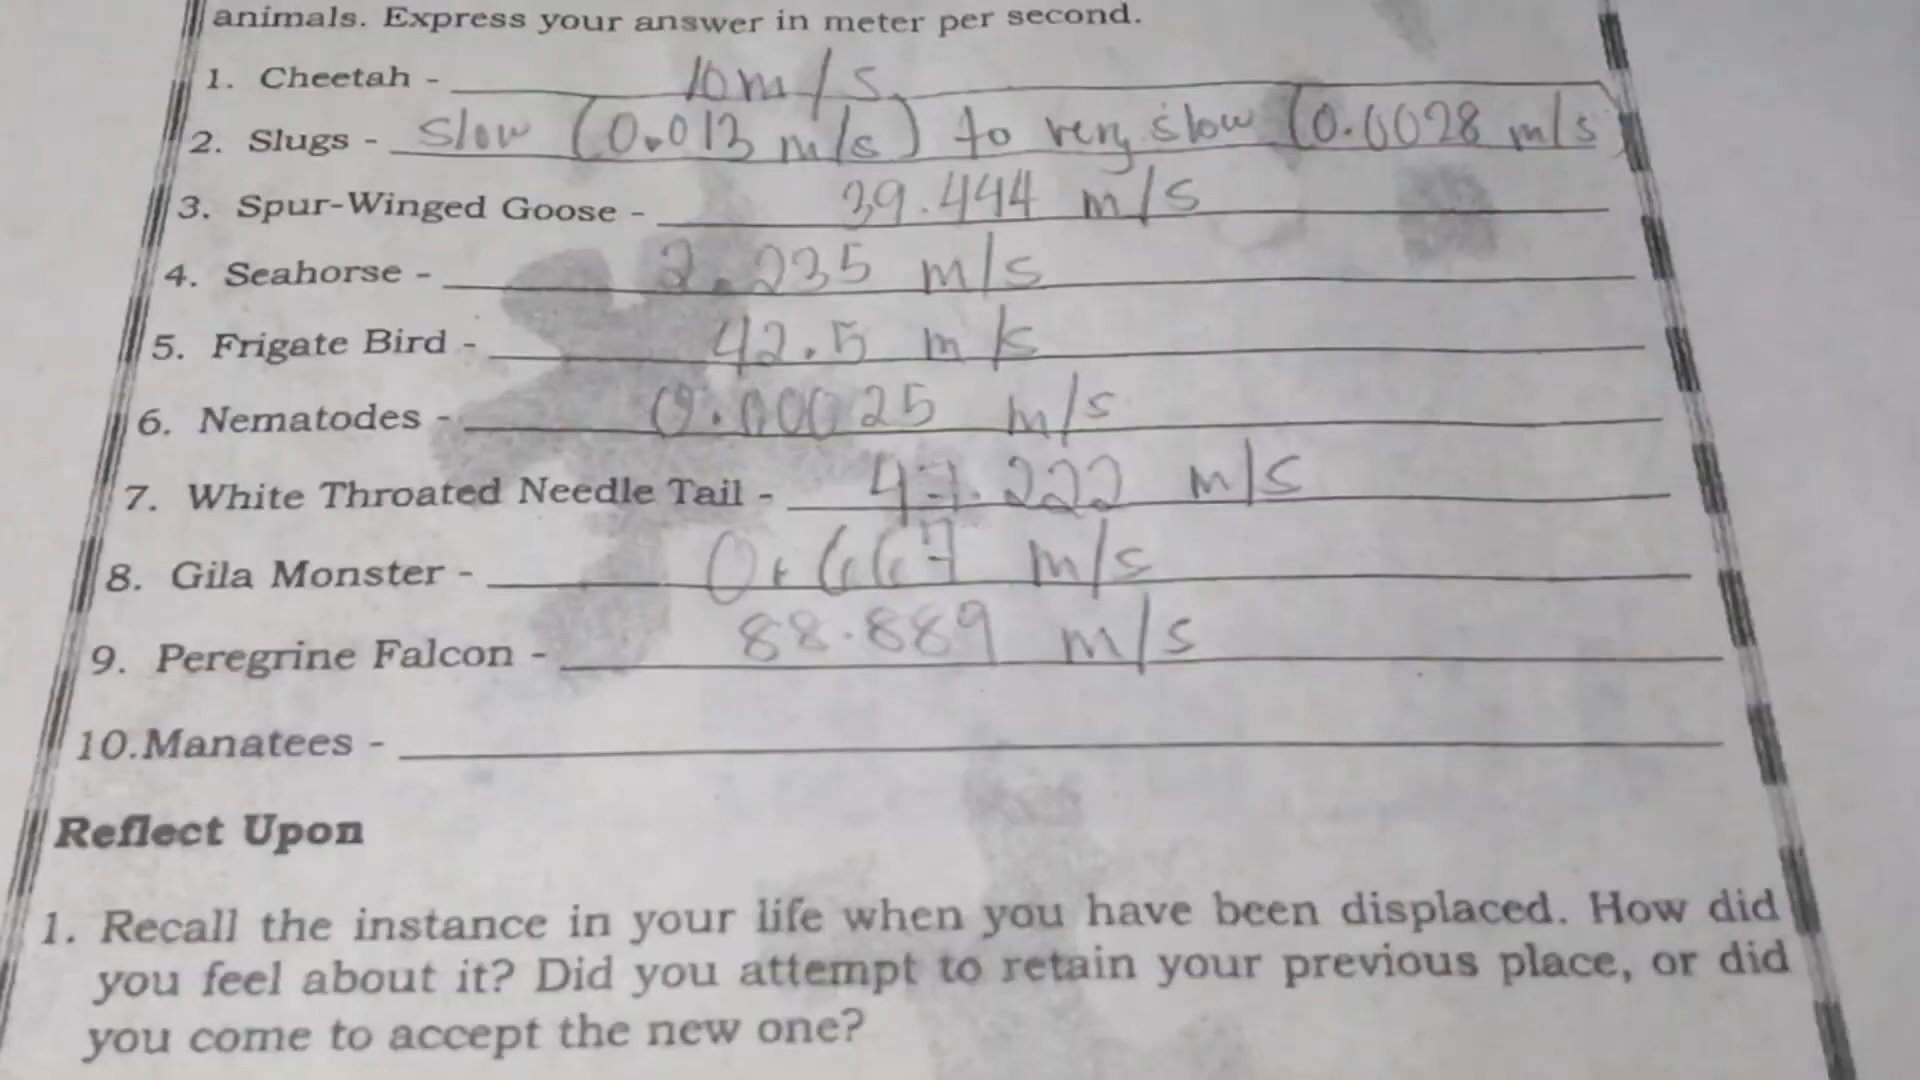 animals. Express your answer in meter per second.
1. Cheetah - 10 m/s
2. Slugs - slow (0.013 m/s) to very slow (0.0028 m/s)
3. Spur-Winged Goose - 39.444 m/s
4. Seahorse - 2.235 m/s
5. Frigate Bird - 42.5 m/s
6. Nematodes - 0.00025 m/s
7. White Throated Needle Tail - 47.222 m/s
8. Gila Monster - 0.667 m/s
9. Peregrine Falcon - 88.889 m/s
10. Manatees -
Reflect Upon
1. Recall the instance in your life when you have been displaced. How did
you feel about it? Did you attempt to retain your previous place, or did
you come to accept the new one?